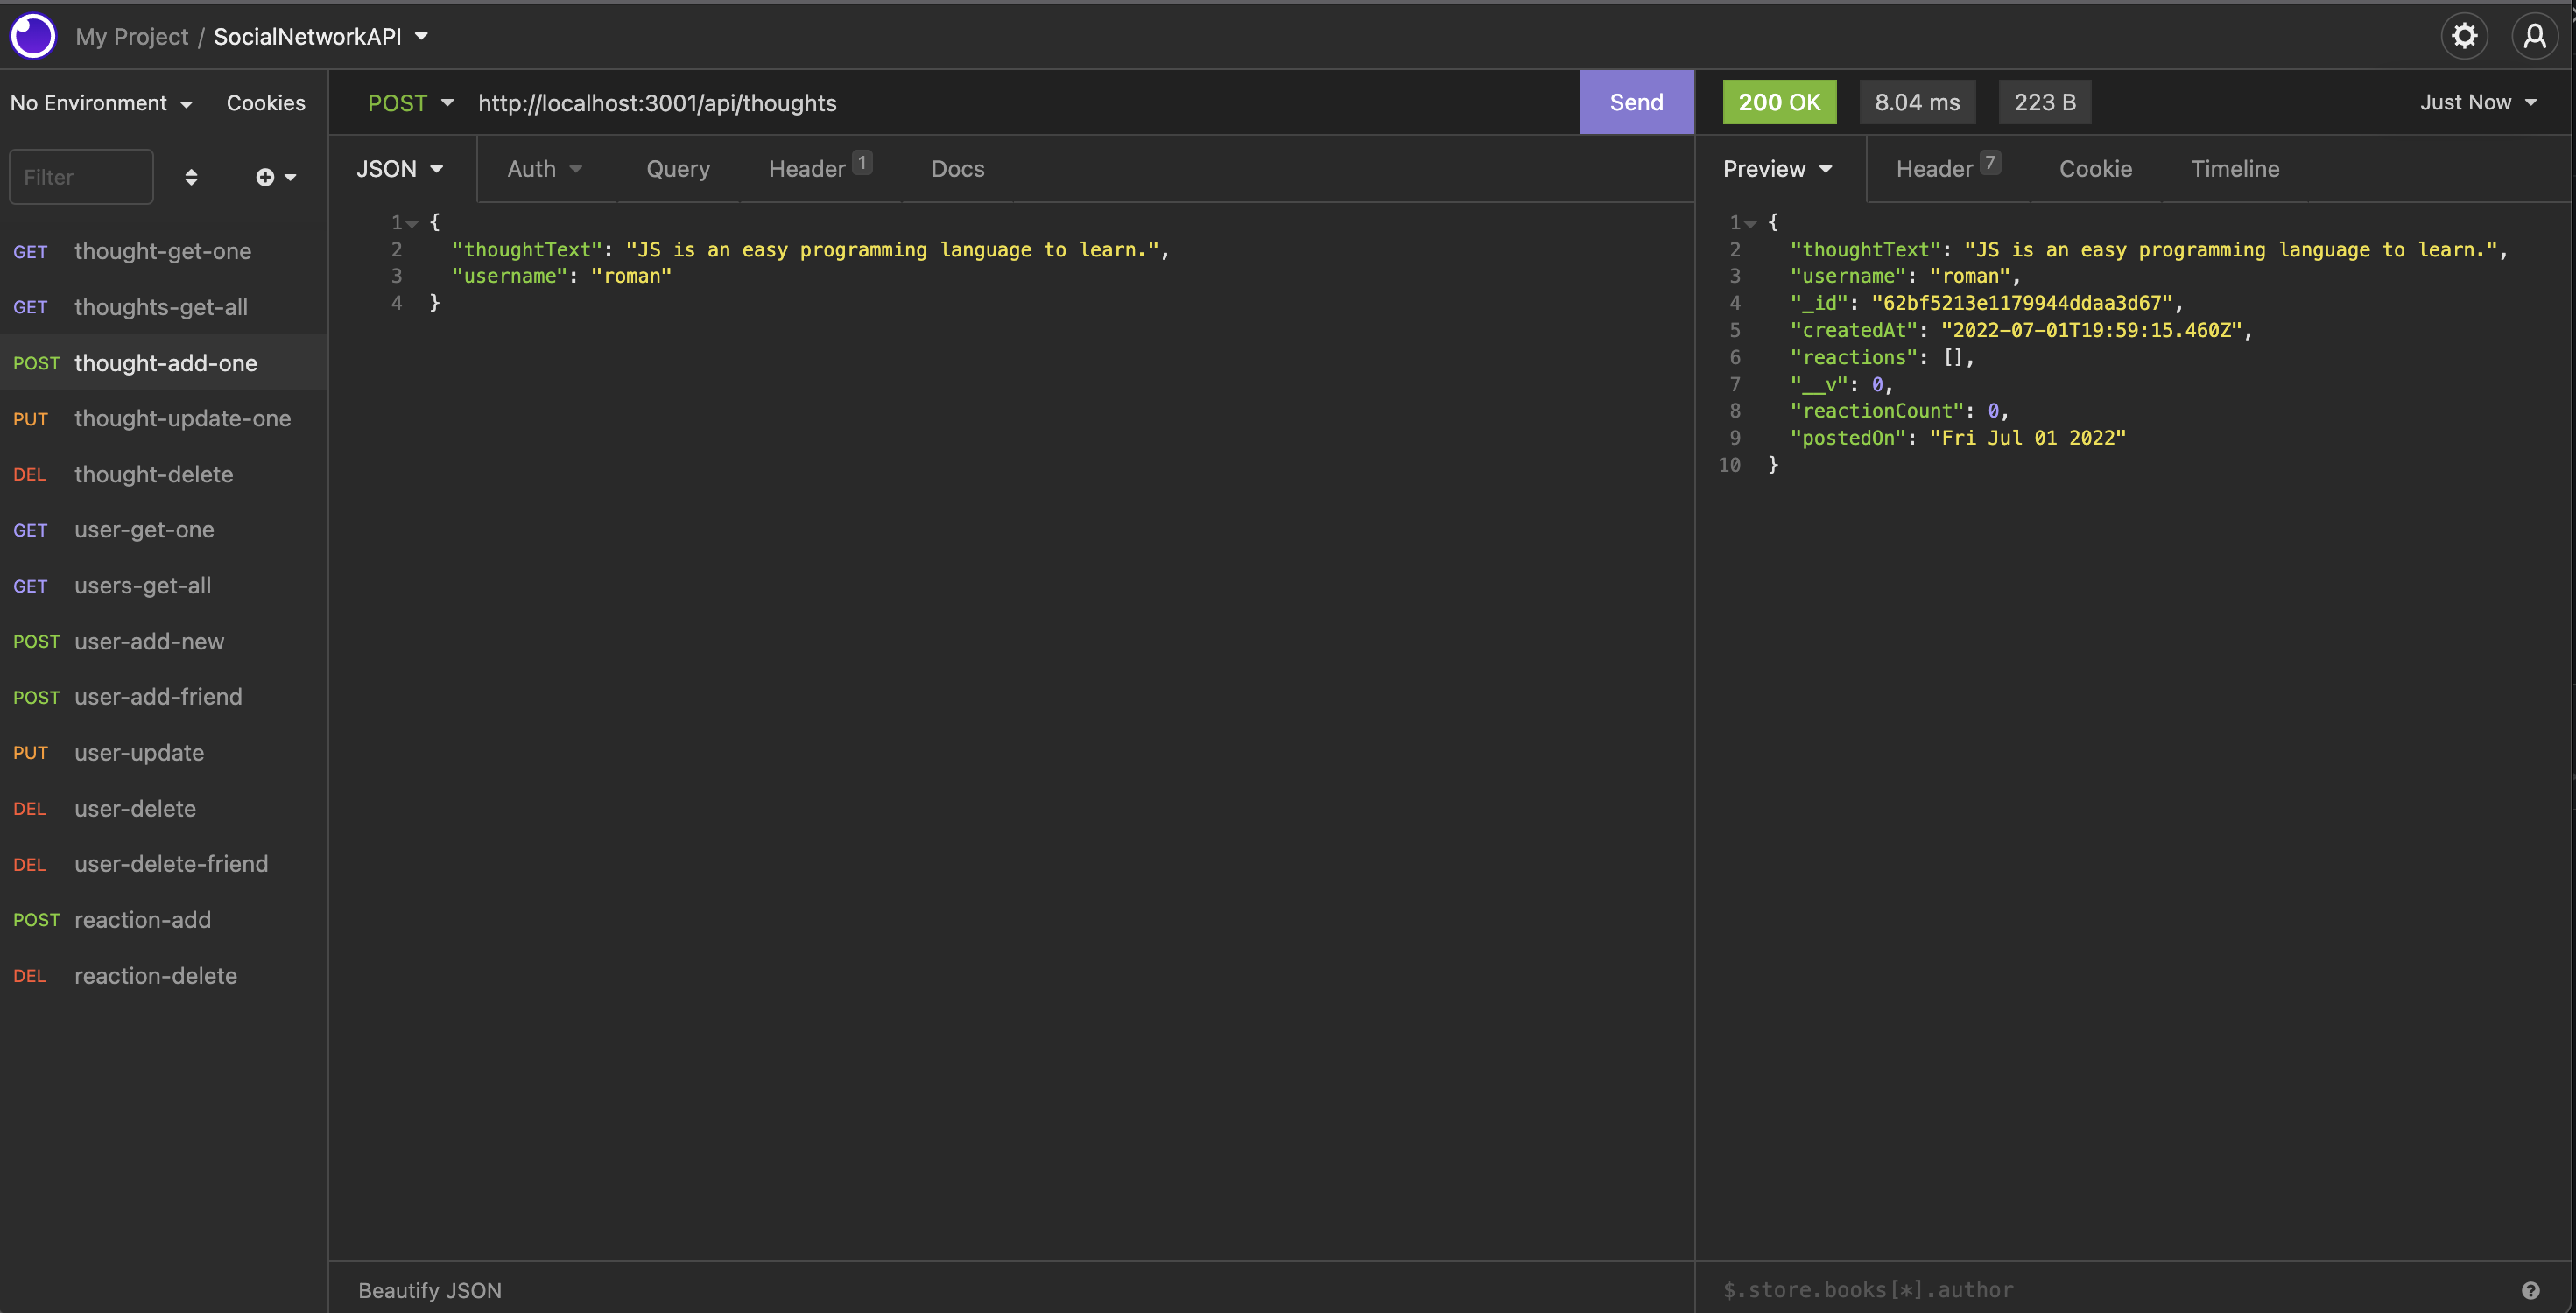 My Project / SocialNetworkAPI
No Environment Cookies
Filter
GET thought-get-one
GET thoughts-get-all
POST thought-add-one
PUT thought-update-one
DEL thought-delete
GET user-get-one
GET users-get-all
POST user-add-new
POST user-add-friend
PUT user-update
DEL user-delete
DEL user-delete-friend
POST reaction-add
DEL reaction-delete
POST http://localhost:3001/api/thoughts Send
JSON Auth Query Header 1 Docs
1 {
2 "thoughtText": "JS is an easy programming language to learn.",
3 "username": "roman"
4 }
Beautify JSON
200 OK 8.04 ms 223 B Just Now
Preview Header 7 Cookie Timeline
1 {
2 "thoughtText": "JS is an easy programming language to learn.",
3 "username": "roman",
4 "_id": "62bf5213e1179944ddaa3d67",
5 "createdAt": "2022-07-01T19:59:15.460Z",
6 "reactions": [],
7 "__v": 0,
8 "reactionCount": 0,
9 "postedOn": "Fri Jul 01 2022"
10 }
$.store.books[*].author ?